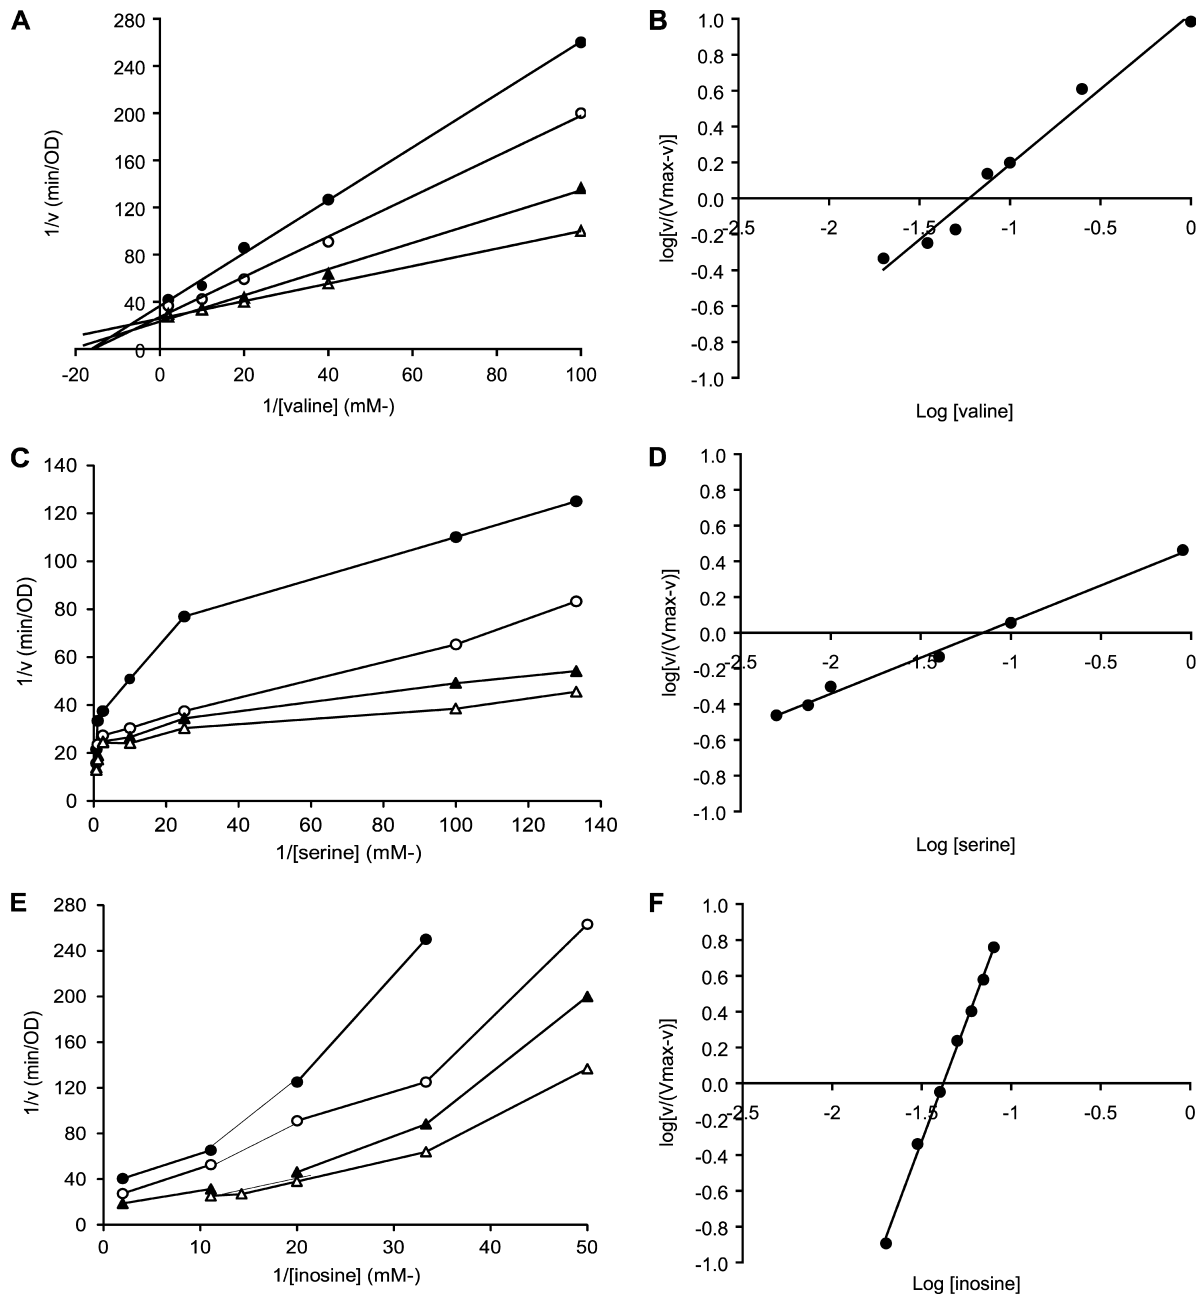 A
280
240
200
160
120
80
40
0
-20 0 20 40 60 80 100
1/v (min/OD)
1/[valine] (mM-)
B
1.0
0.8
0.6
0.4
0.2
0.0
-0.2
-0.4
-0.6
-0.8
-1.0
-2.5 -2 -1.5 -1 -0.5 0
log[v/(Vmax-v)]
Log [valine]
C
140
120
100
80
60
40
20
0
0 20 40 60 80 100 120 140
1/v (min/OD)
1/[serine] (mM-)
D
1.0
0.8
0.6
0.4
0.2
0.0
-0.2
-0.4
-0.6
-0.8
-1.0
-2.5 -2 -1.5 -1 -0.5 0
log[v/(Vmax-v)]
Log [serine]
E
280
240
200
160
120
80
40
0
0 10 20 30 40 50
1/v (min/OD)
1/[inosine] (mM-)
F
1.0
0.8
0.6
0.4
0.2
0.0
-0.2
-0.4
-0.6
-0.8
-1.0
-2.5 -2 -1.5 -1 -0.5 0
log[v/(Vmax-v)]
Log [inosine]